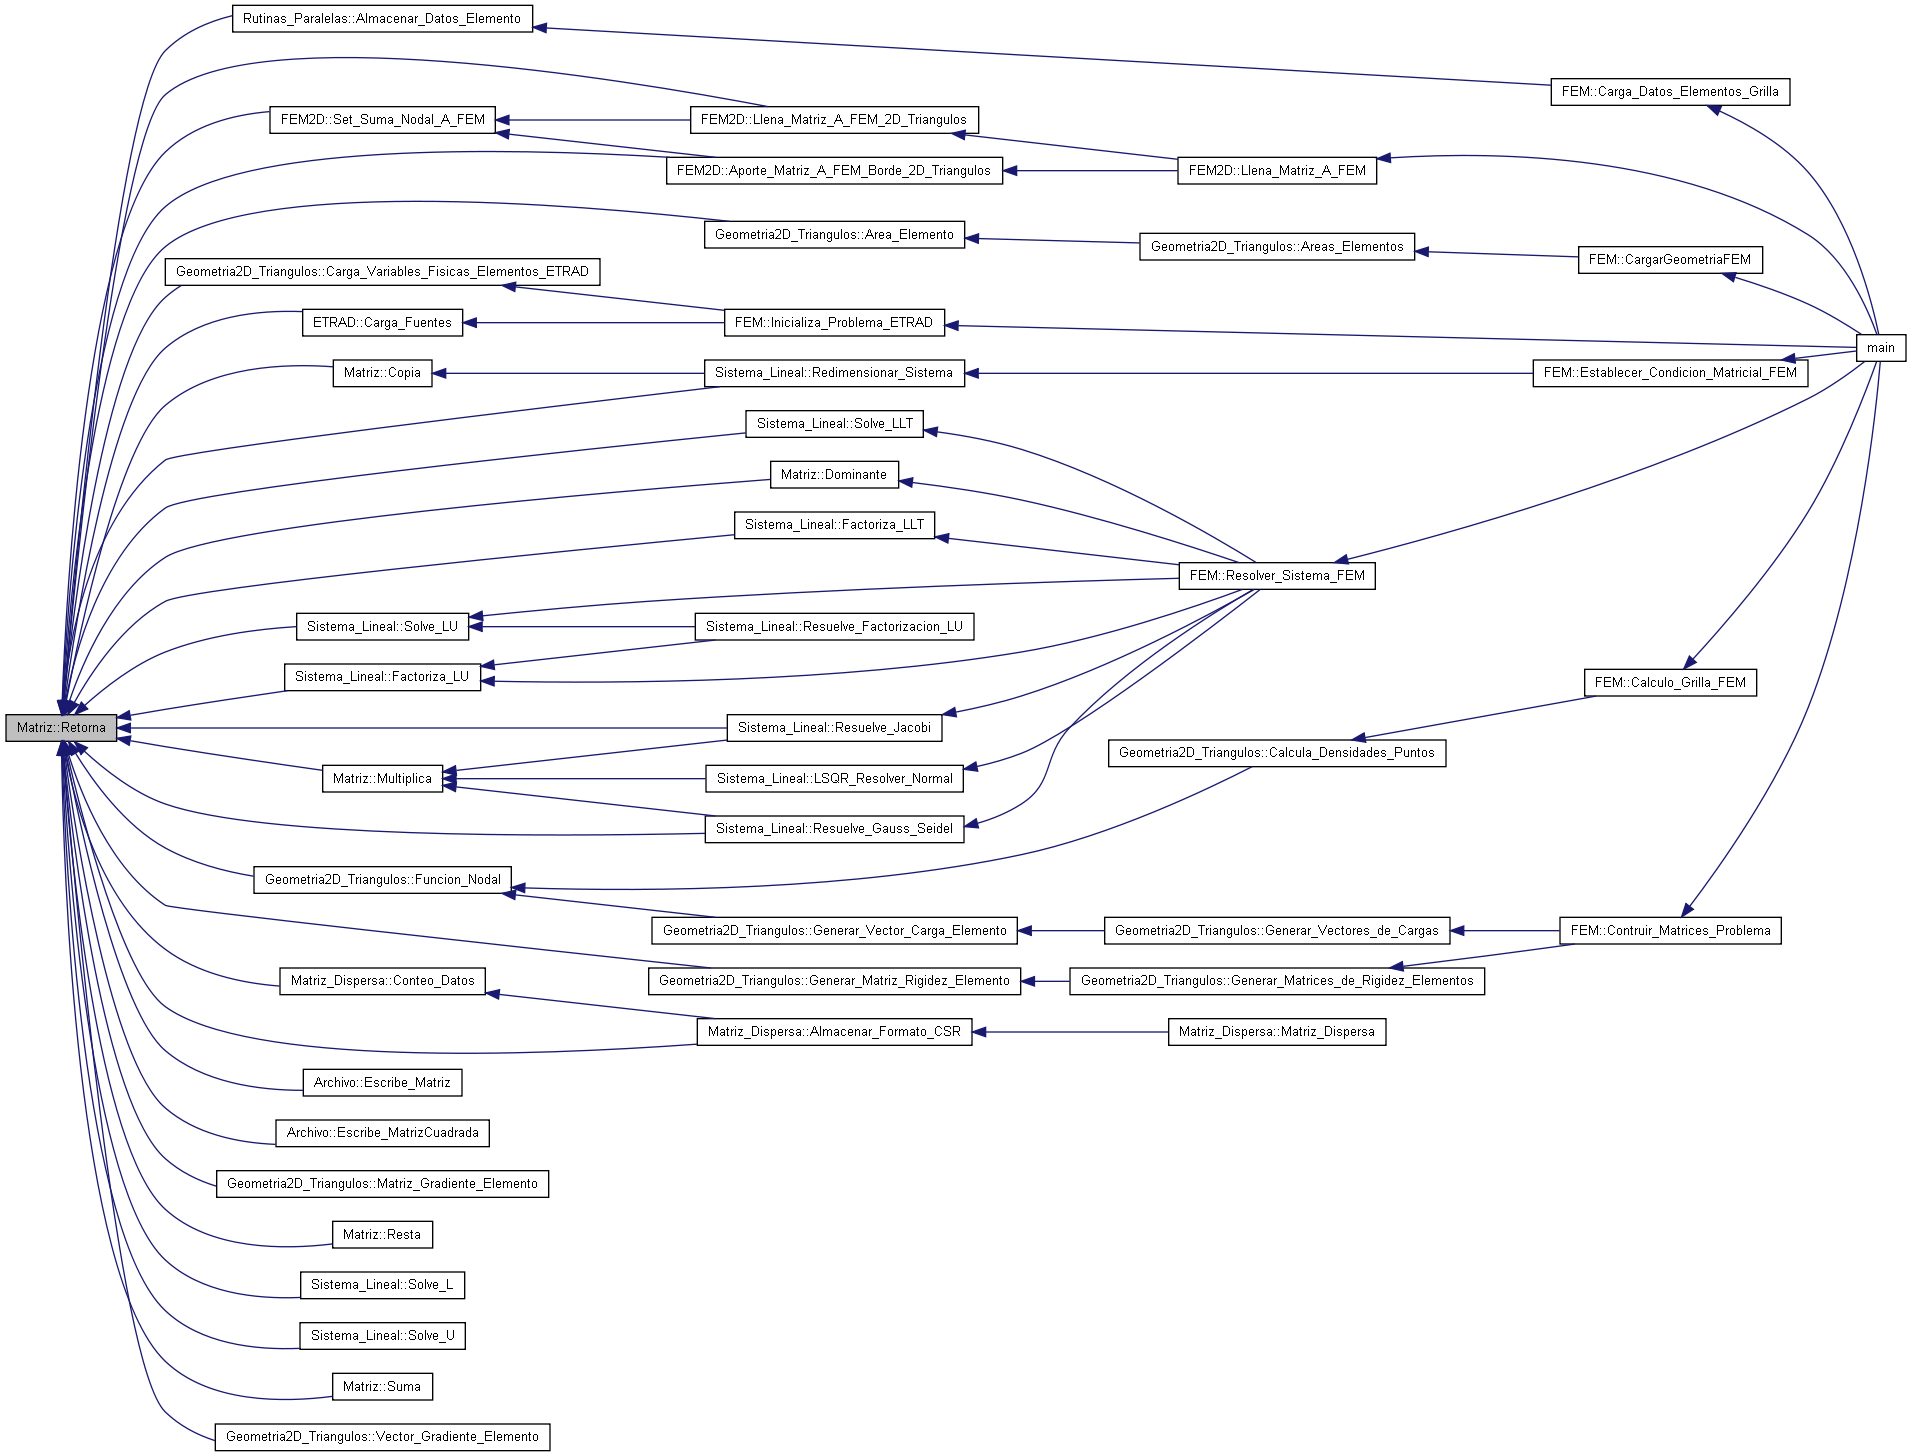 Rutinas_Paralelas::Almacenar_Datos_Elemento
FEM::Carga_Datos_Elementos_Grilla
FEM2D::Set_Suma_Nodal_A_FEM
FEM2D::Llena_Matriz_A_FEM_2D_Triangulos
FEM2D::Aporte_Matriz_A_FEM_Borde_2D_Triangulos
FEM2D::Llena_Matriz_A_FEM
Geometria2D_Triangulos::Area_Elemento
Geometria2D_Triangulos::Areas_Elementos
FEM::CargarGeometriaFEM
Geometria2D_Triangulos::Carga_Variables_Fisicas_Elementos_ETRAD
ETRAD::Carga_Fuentes
FEM::Inicializa_Problema_ETRAD
main
Matriz::Copia
Sistema_Lineal::Redimensionar_Sistema
FEM::Establecer_Condicion_Matricial_FEM
Sistema_Lineal::Solve_LLT
Matriz::Dominante
Sistema_Lineal::Factoriza_LLT
FEM::Resolver_Sistema_FEM
Sistema_Lineal::Solve_LU
Sistema_Lineal::Resuelve_Factorizacion_LU
Sistema_Lineal::Factoriza_LU
FEM::Calculo_Grilla_FEM
Matriz::Retorna
Sistema_Lineal::Resuelve_Jacobi
Geometria2D_Triangulos::Calcula_Densidades_Puntos
Matriz::Multiplica
Sistema_Lineal::LSQR_Resolver_Normal
Sistema_Lineal::Resuelve_Gauss_Seidel
Geometria2D_Triangulos::Funcion_Nodal
Geometria2D_Triangulos::Generar_Vector_Carga_Elemento
Geometria2D_Triangulos::Generar_Vectores_de_Cargas
FEM::Contruir_Matrices_Problema
Matriz_Dispersa::Conteo_Datos
Geometria2D_Triangulos::Generar_Matriz_Rigidez_Elemento
Geometria2D_Triangulos::Generar_Matrices_de_Rigidez_Elementos
Matriz_Dispersa::Almacenar_Formato_CSR
Matriz_Dispersa::Matriz_Dispersa
Archivo::Escribe_Matriz
Archivo::Escribe_MatrizCuadrada
Geometria2D_Triangulos::Matriz_Gradiente_Elemento
Matriz::Resta
Sistema_Lineal::Solve_L
Sistema_Lineal::Solve_U
Matriz::Suma
Geometria2D_Triangulos::Vector_Gradiente_Elemento